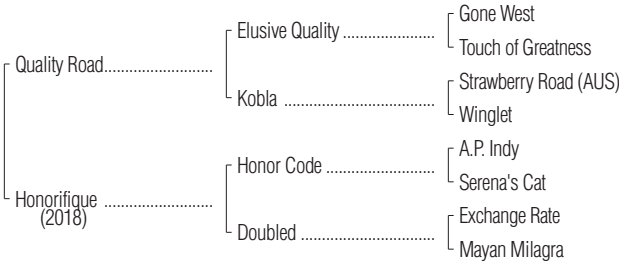 Gone West
Elusive Quality ....................
Touch of Greatness
Quality Road........................
Strawberry Road (AUS)
Kobla .................................
Winglet
A.P. Indy
Honor Code ........................
Serena's Cat
Honorifique ........................
(2018)
Exchange Rate
Doubled .............................
Mayan Milagra